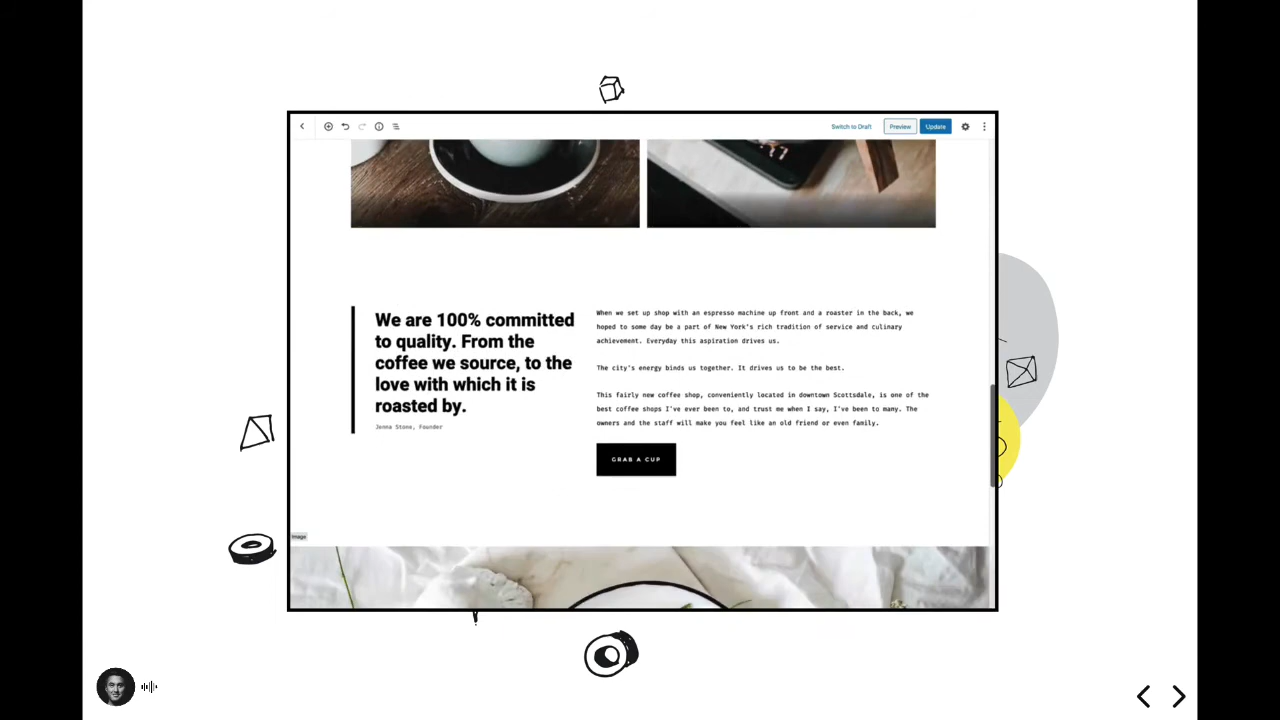 Switch to Draft
Preview
Update
We are 100% committed
to quality. From the
coffee we source, to the
love with which it is
roasted by.
Jenna Stone, Founder
When we set up shop with an espresso machine up front and a roaster in the back, we
hoped to some day be a part of New York's rich tradition of service and culinary
achievement. Everyday this aspiration drives us.
The city's energy binds us together. It drives us to be the best.
This fairly new coffee shop, conveniently located in downtown Scottsdale, is one of the
best coffee shops I've ever been to, and trust me when I say, I've been to many. The
owners and the staff will make you feel like an old friend or even family.
GRAB A CUP
Image